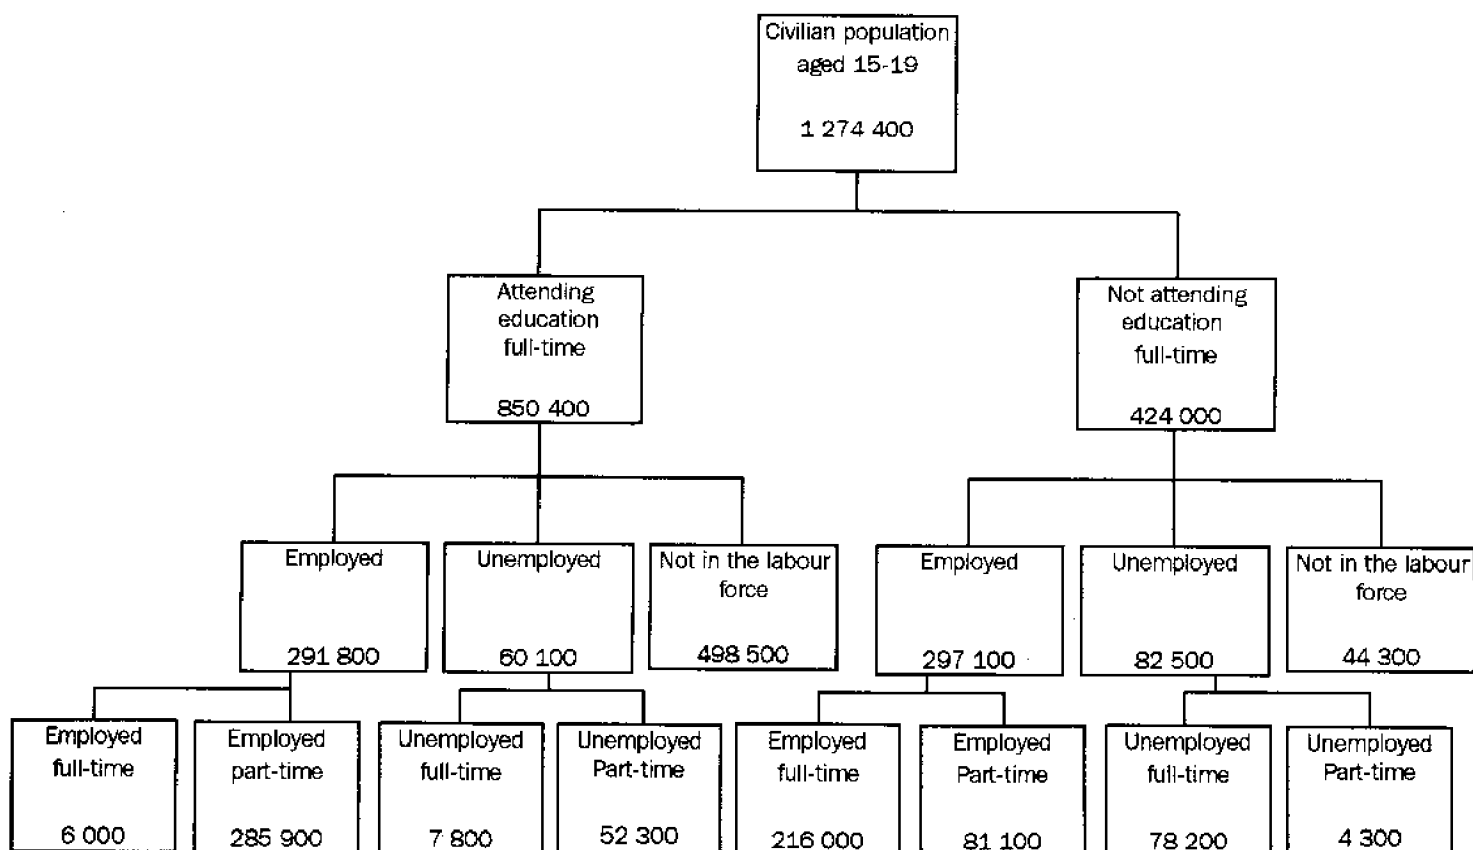 Civilian population
aged 15-19
1 274 400
Attending
education
full-time
850 400
Not attending
education
full-time
424 000
Employed
291 800
Unemployed
60 100
Not in the labour
force
498 500
Employed
297 100
Unemployed
82 500
Not in the labour
force
44 300
Employed
full-time
6 000
Employed
part-time
285 900
Unemployed
full-time
7 800
Unemployed
Part-time
52 300
Employed
full-time
216 000
Employed
Part-time
81 100
Unemployed
full-time
78 200
Unemployed
Part-time
4 300